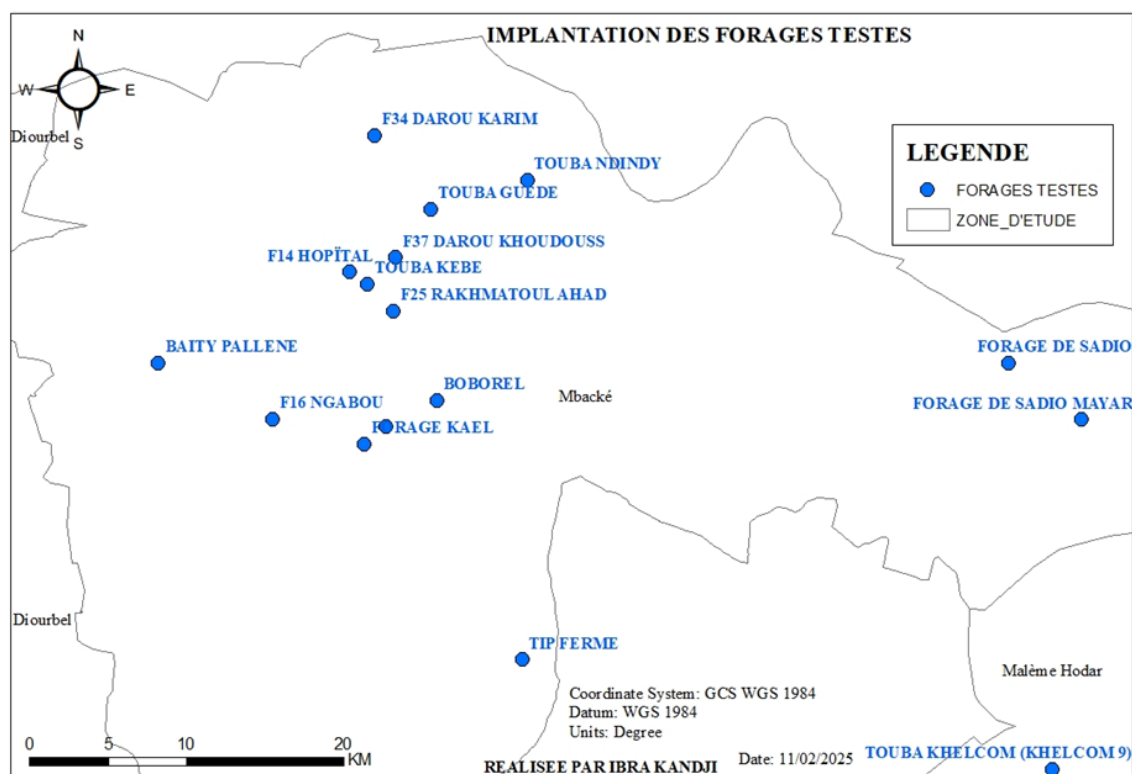 IMPLANTATION DES FORAGES TESTES
N
W
E
S
Diourbel
F34 DAROU KARIM
LEGENDE
FORAGES TESTES
ZONE_D'ETUDE
TOUBA NDINDY
TOUBA GUEDE
F37 DAROU KHOUDOUSS
F14 HOPÏTAL
TOUBA KEBE
F25 RAKHMATOUL AHAD
BAITY PALLENE
FORAGE DE SADIO
BOBOREL
Mbacké
F16 NGABOU
FORAGE DE SADIO MAYAR
FORAGE KAEL
Diourbel
TIP FERME
Malème Hodar
Coordinate System: GCS WGS 1984
Datum: WGS 1984
Units: Degree
0 5 10 20
KM
REALISEE PAR IBRA KANDJI
Date: 11/02/2025
TOUBA KHELCOM (KHELCOM 9)